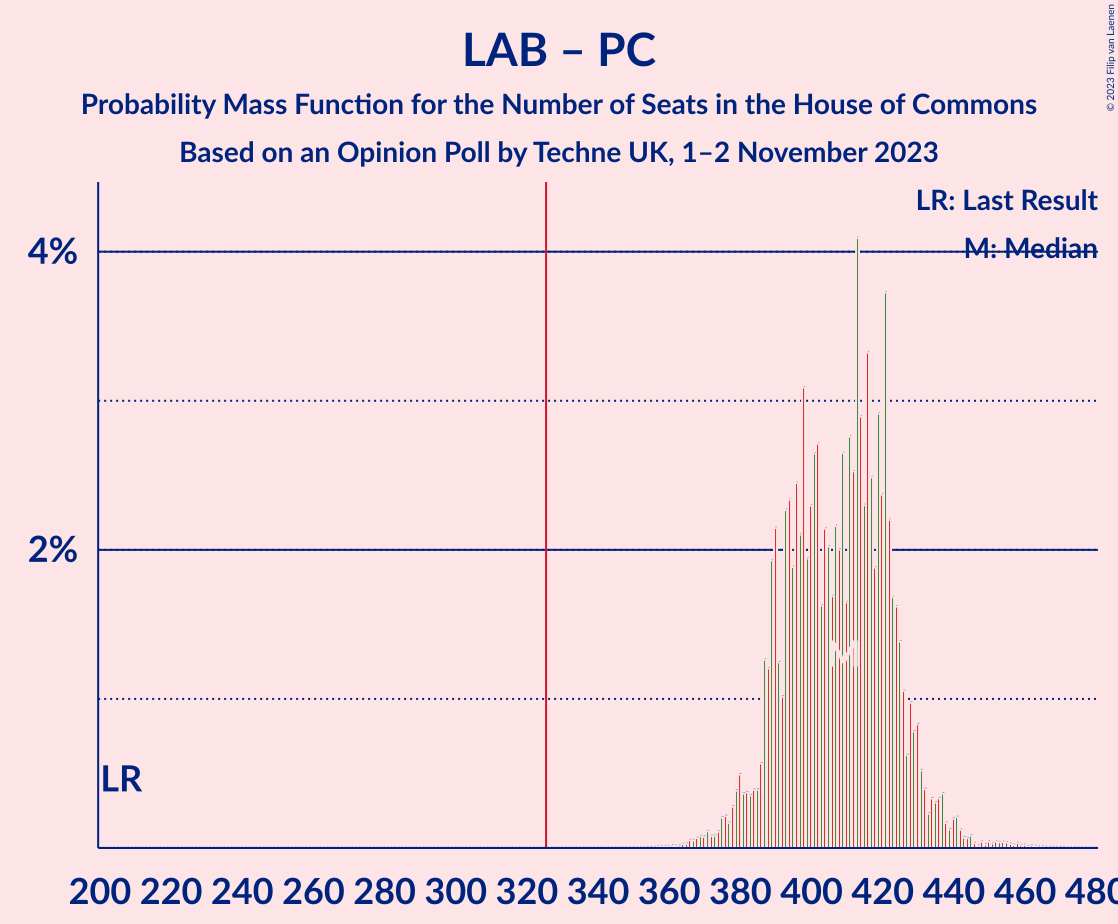 LAB – PC
Probability Mass Function for the Number of Seats in the House of Commons
Based on an Opinion Poll by Techne UK, 1–2 November 2023
© 2023 Filip van Laenen
LR: Last Result
M: Median
4%
2%
LR
200 220 240 260 280 300 320 340 360 380 400 420 440 460 480